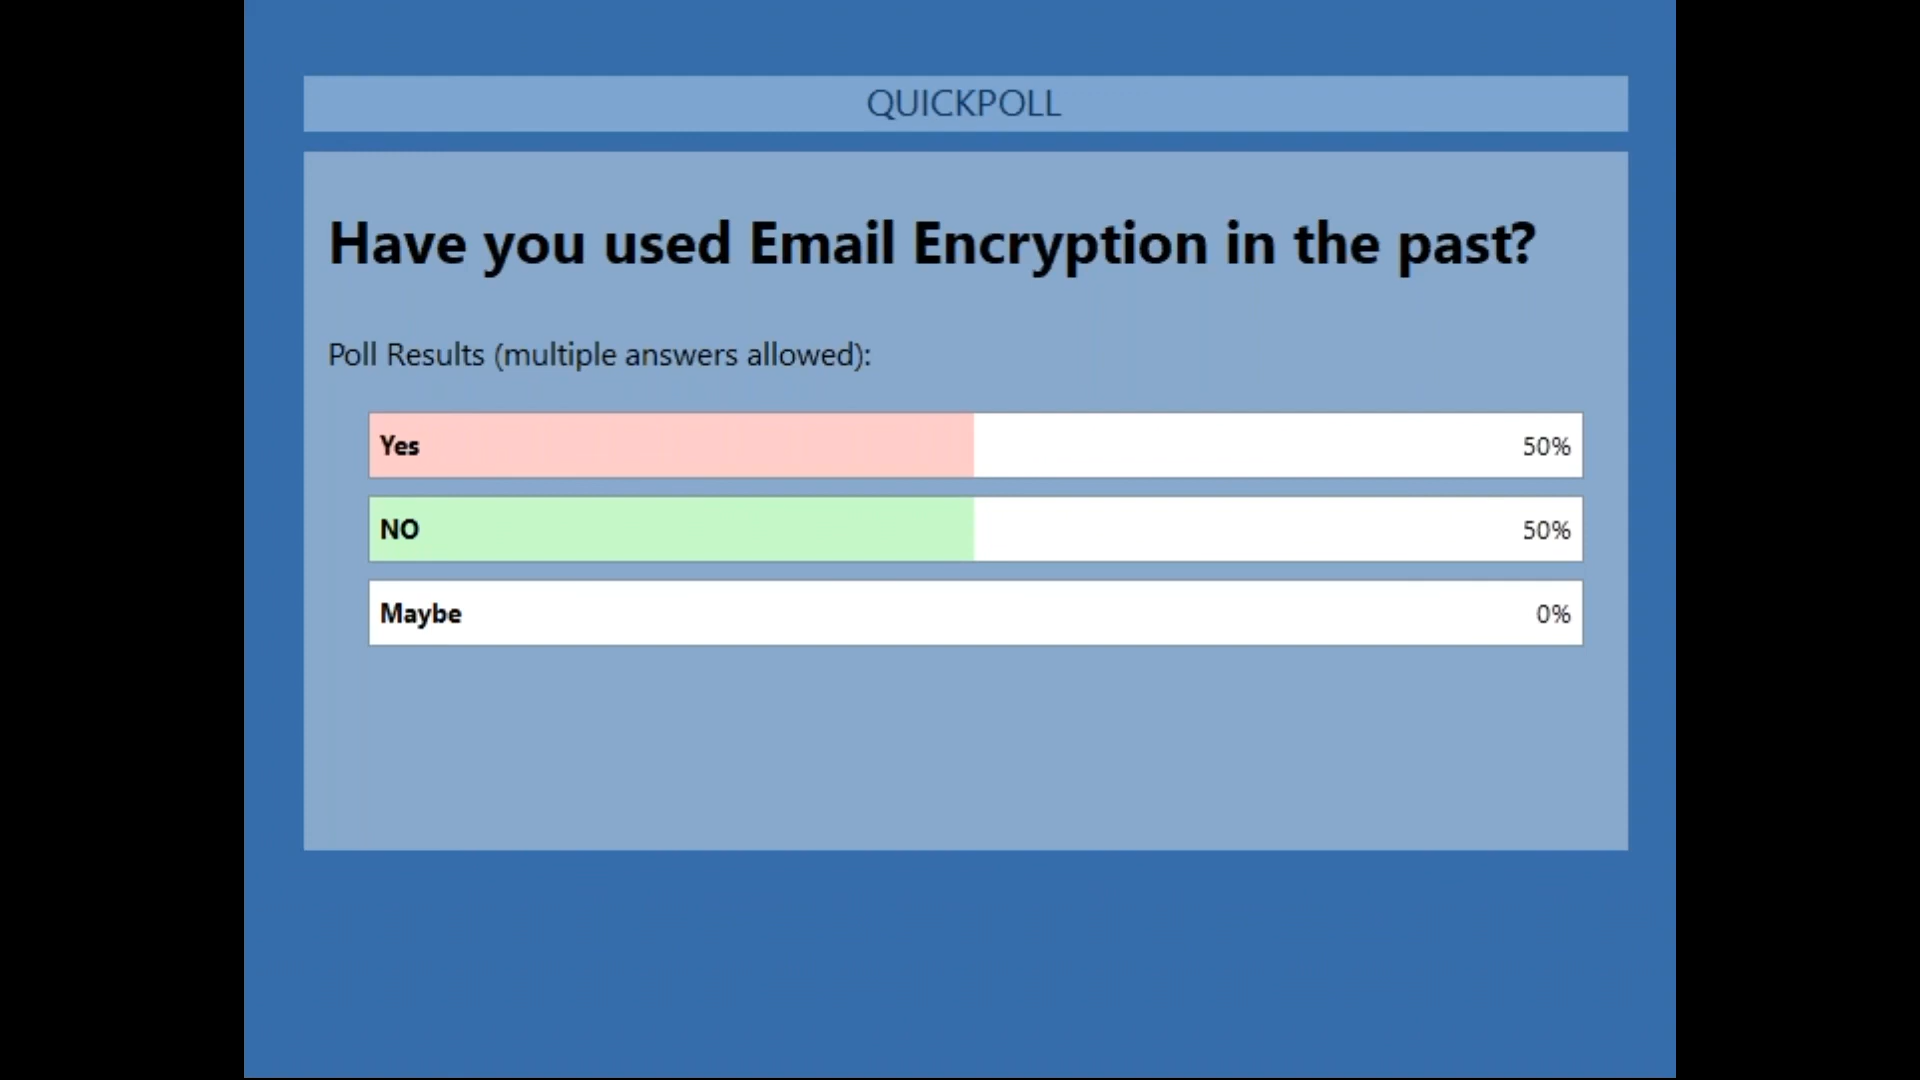 QUICKPOLL
Have you used Email Encryption in the past?
Poll Results (multiple answers allowed):
Yes 50%
NO 50%
Maybe 0%